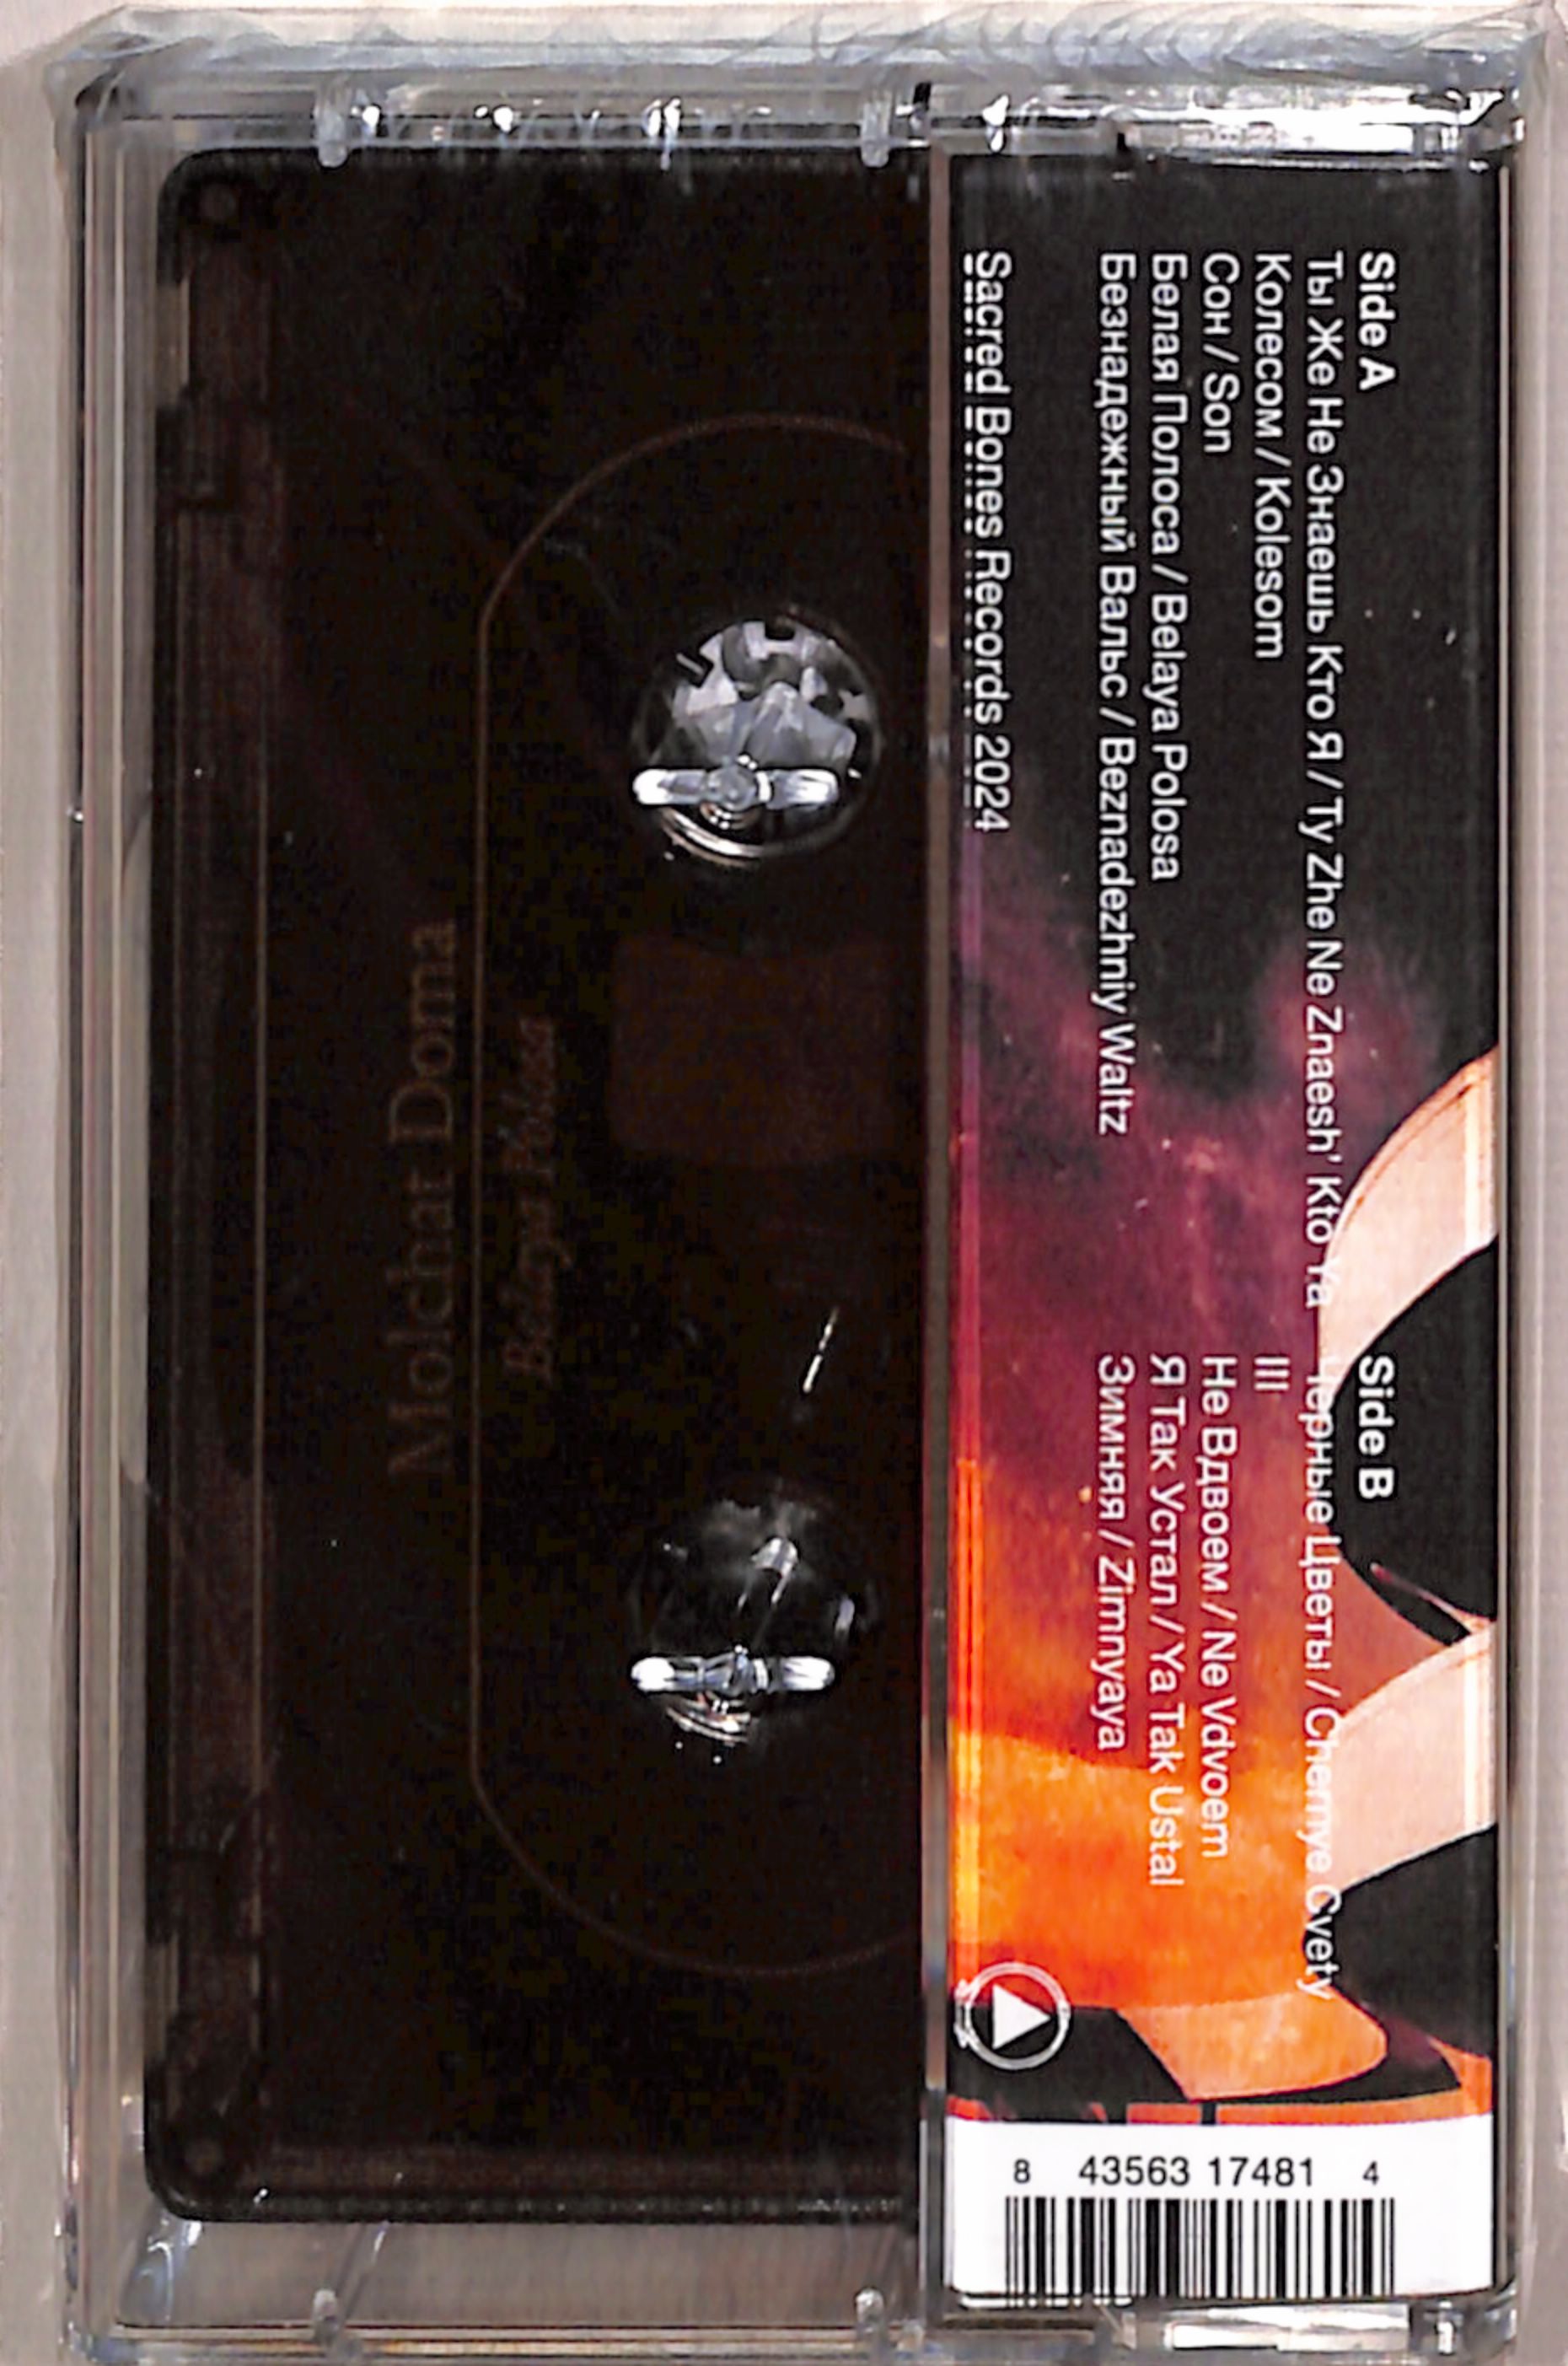 Side A
Ты Же Не Знаешь Кто Я / Ty Zhe Ne Znaesh' Kto Ya
Колесом / Kolesom
Сон / Son
Белая Полоса / Belaya Polosa
Безнадежный Вальс / Beznadezhniy Waltz
Sacred Bones Records 2024
Side B
Черные Цветы / Chernye Cvety
III
Не Вдвоем / Ne Vdvoem
Я Так Устал / Ya Tak Ustal
Зимняя / Zimnyaya
8 43563 17481 4
Molchat Doma
Belaya Polosa